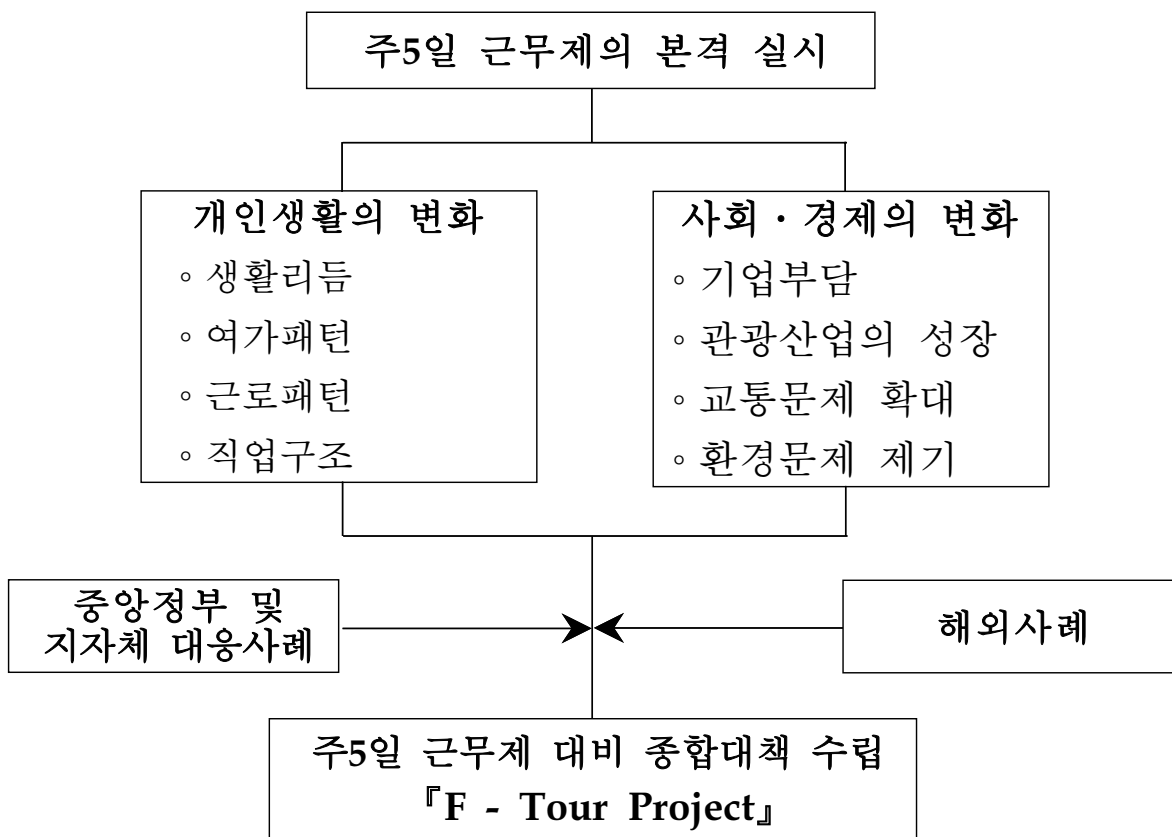 주5일 근무제의 본격 실시
개인생활의 변화
◦ 생활리듬
◦ 여가패턴
◦ 근로패턴
◦ 직업구조
사회 · 경제의 변화
◦ 기업부담
◦ 관광산업의 성장
◦ 교통문제 확대
◦ 환경문제 제기
중앙정부 및
지자체 대응사례
해외사례
주5일 근무제 대비 종합대책 수립
『F - Tour Project』